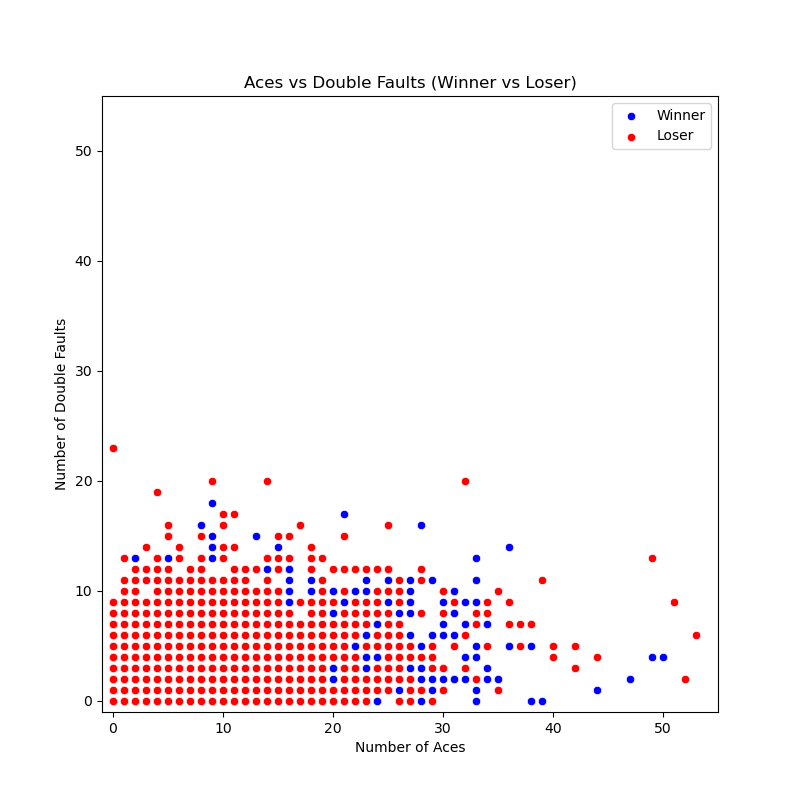 Aces vs Double Faults (Winner vs Loser)
Winner
Loser
50
40
30
20
10
0
Number of Double Faults
0 10 20 30 40 50
Number of Aces